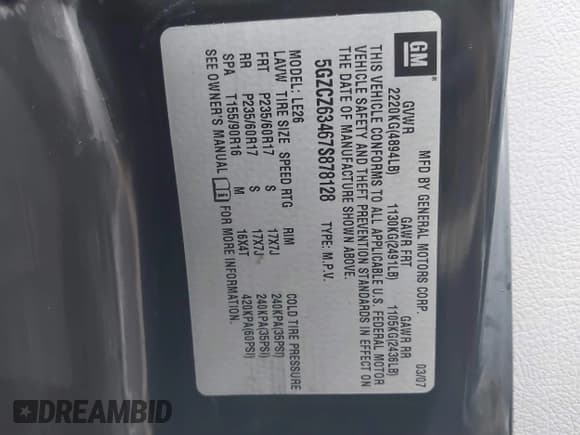 GM
®
MFD BY GENERAL MOTORS CORP. 03/07
GVWR GAWR FRT GAWR RR
2220KG(4894LB) 1130KG(2491LB) 1105KG(2436LB)
THIS VEHICLE CONFORMS TO ALL APPLICABLE U.S. FEDERAL MOTOR
VEHICLE SAFETY AND THEFT PREVENTION STANDARDS IN EFFECT ON
THE DATE OF MANUFACTURE SHOWN ABOVE.
5GZCZ63467S878128 TYPE: M.P.V.
MODEL: LE26
LAVW TIRE SIZE SPEED RTG RIM COLD TIRE PRESSURE
FRT P235/60R17 S 17X7J 240KPA(35PSI)
RR P235/60R17 S 17X7J 240KPA(35PSI)
SPA T155/90R16 M 16X4T 420KPA(60PSI)
SEE OWNER'S MANUAL i FOR MORE INFORMATION.
DREAMBID